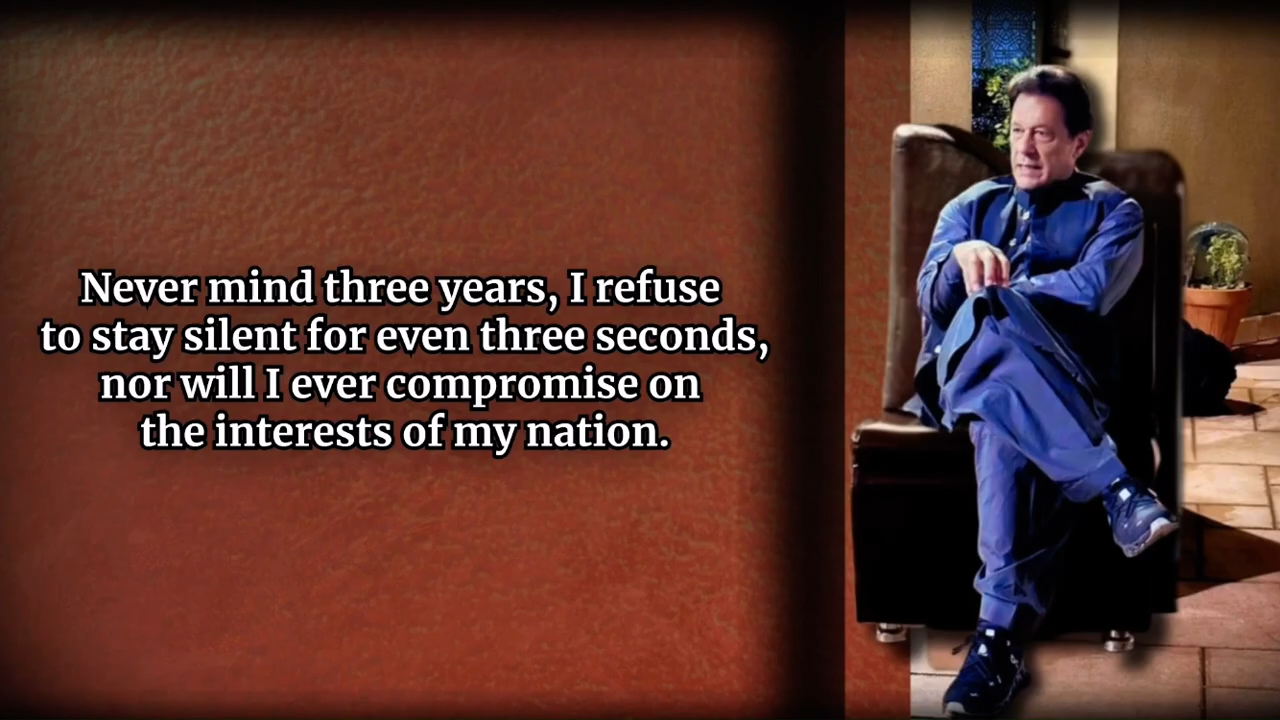 Never mind three years, I refuse
to stay silent for even three seconds,
nor will I ever compromise on
the interests of my nation.